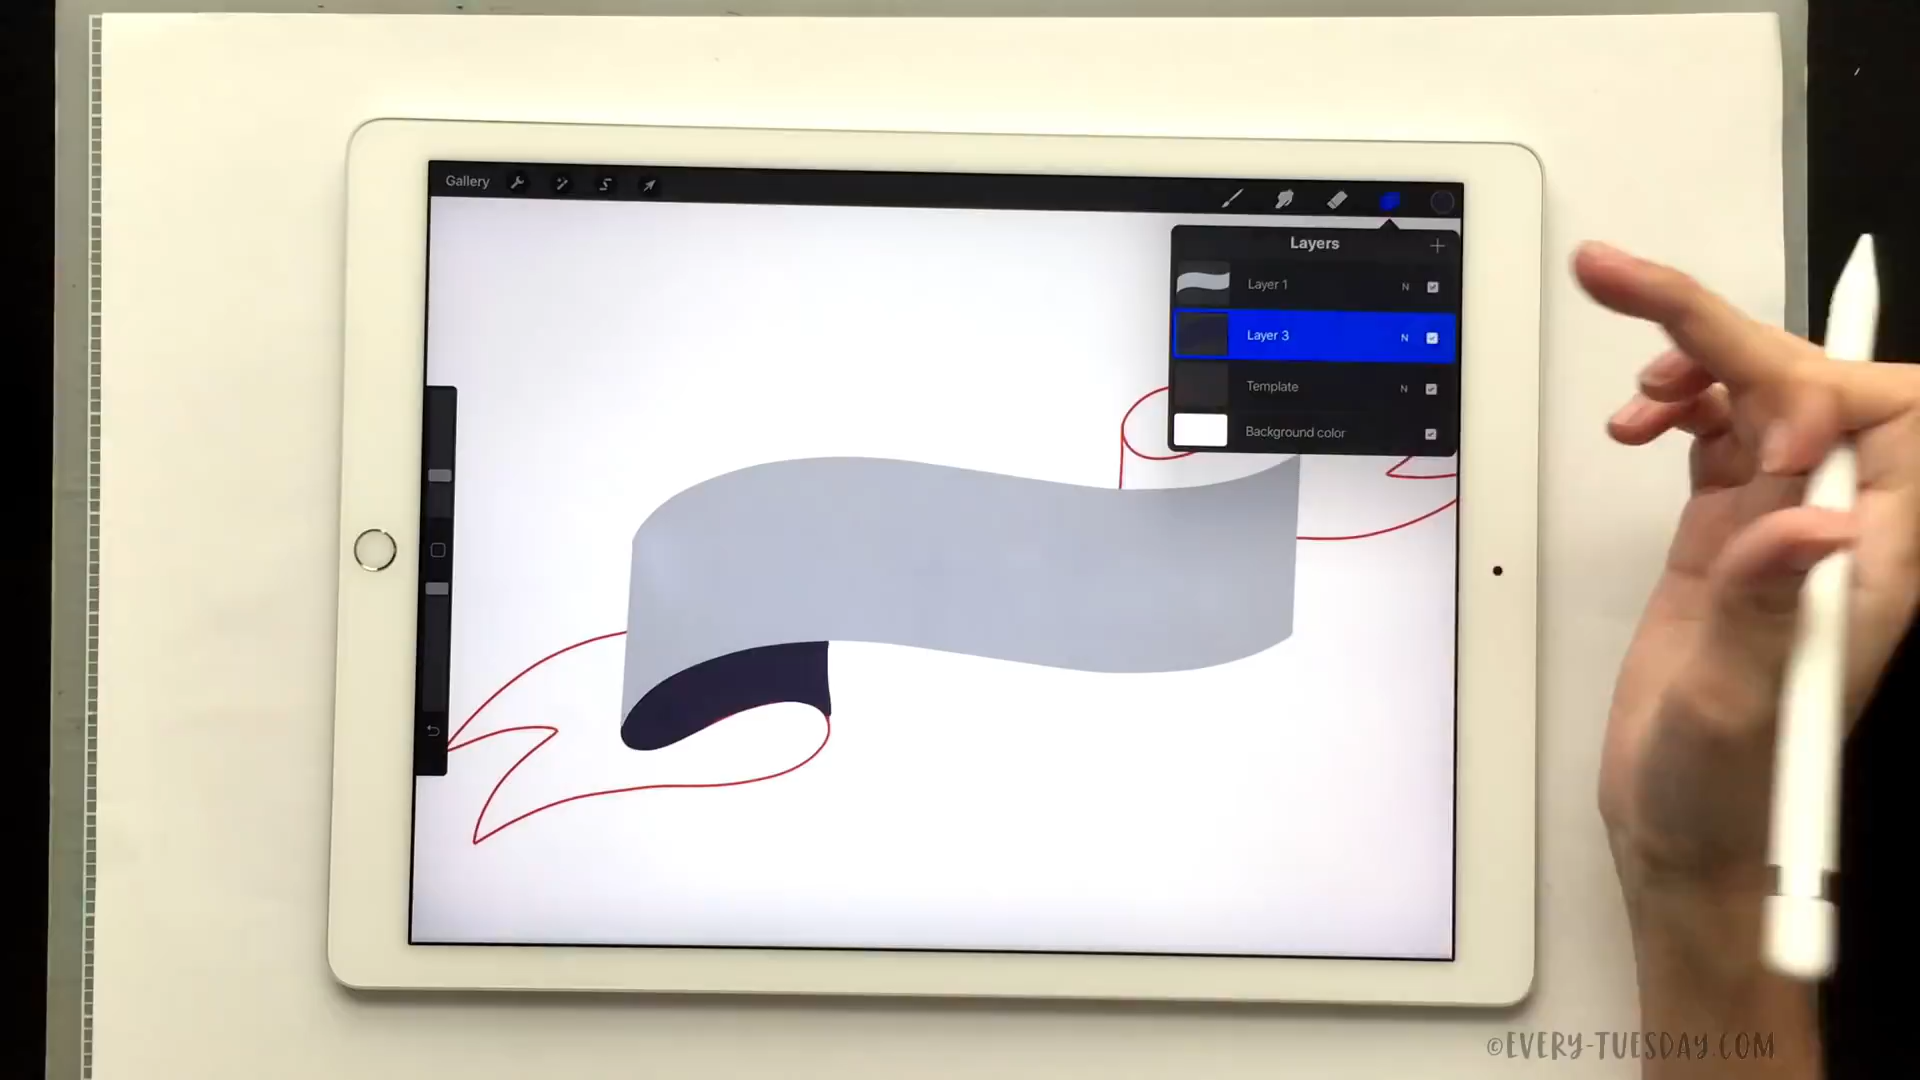 Gallery
Layers
Layer 1 N
Layer 3 N
Template N
Background color
©EVERY-TUESDAY.COM